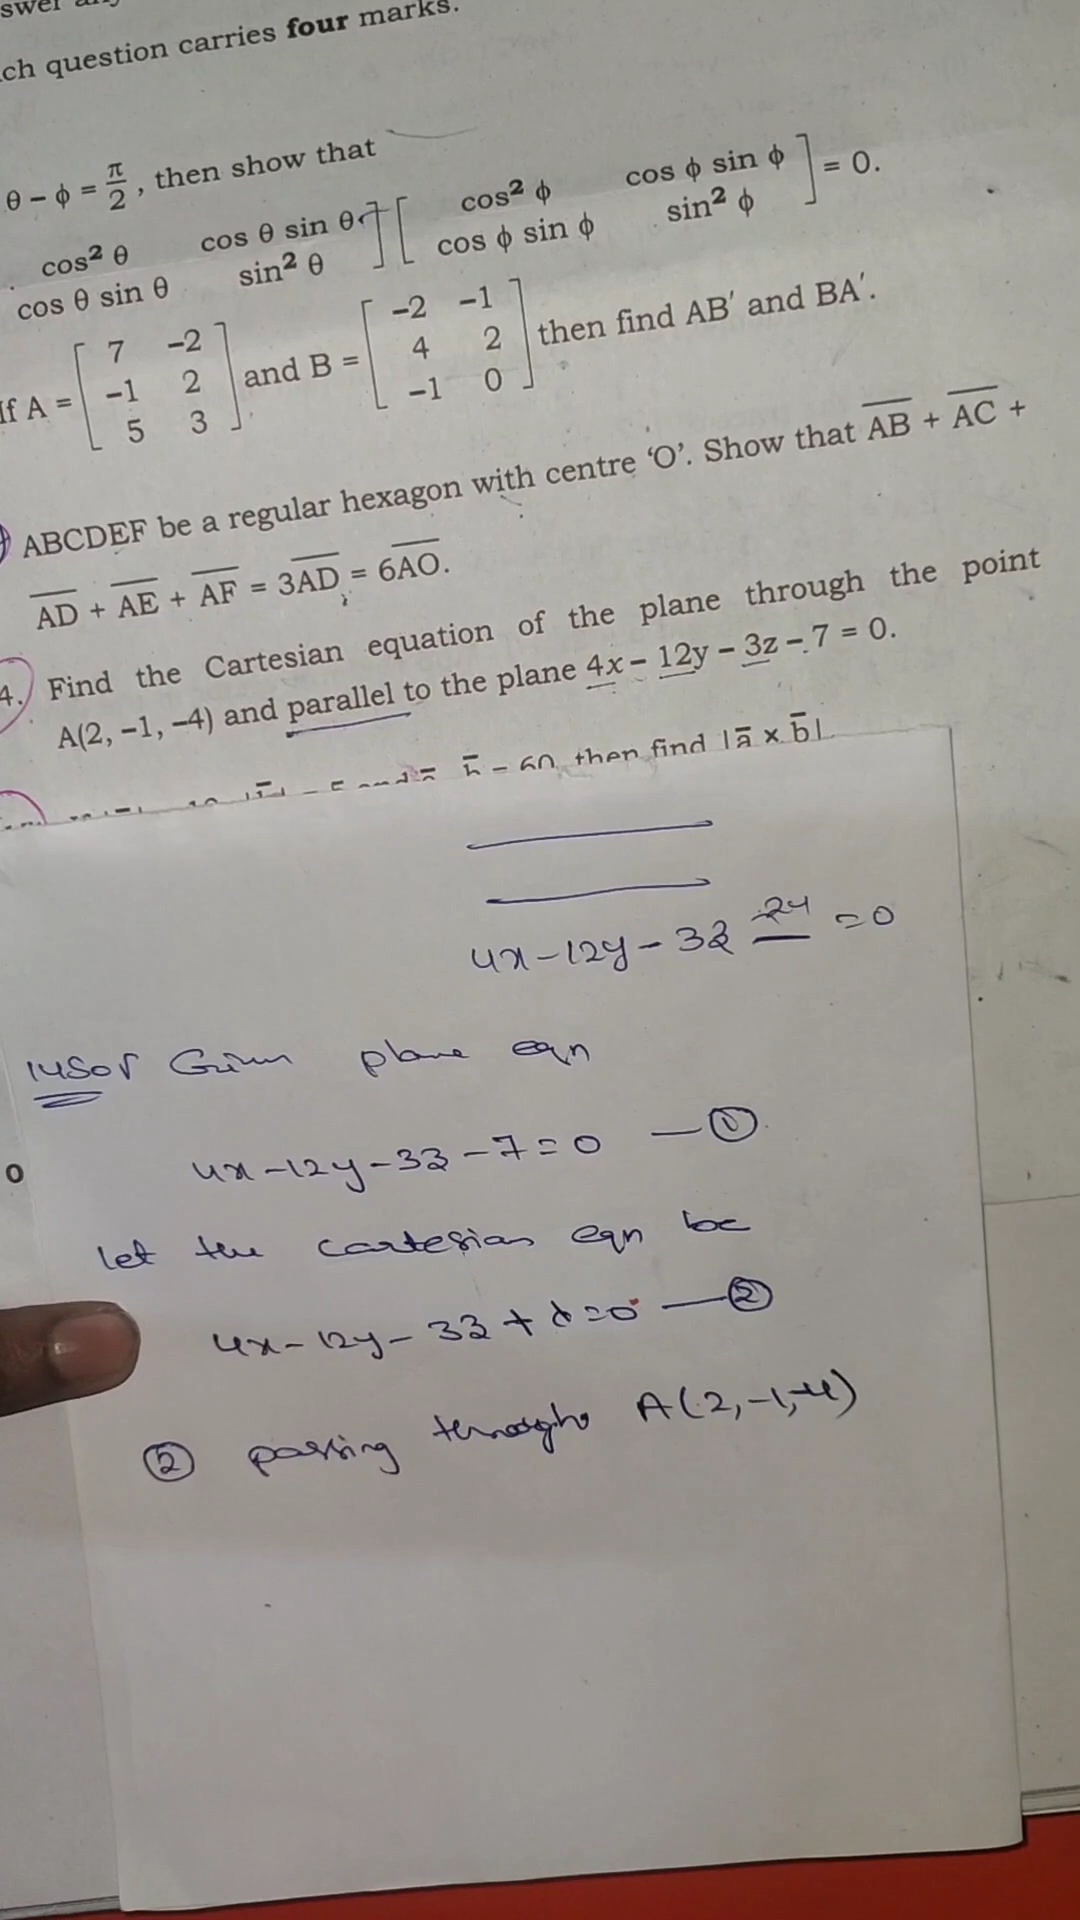 ch question carries four marks.
θ – ϕ = π/2, then show that
cos² θ cos θ sin θ ] [ cos² ϕ cos ϕ sin ϕ ] = 0.
cos θ sin θ sin² θ cos ϕ sin ϕ sin² ϕ
If A = [ 7 –2 ] and B = [ –2 –1 ] then find AB′ and BA′.
–1 2 4 2
5 3 –1 0
ABCDEF be a regular hexagon with centre ‘O’. Show that AB + AC +
AD + AE + AF = 3AD = 6AO.
4. Find the Cartesian equation of the plane through the point
A(2, –1, –4) and parallel to the plane 4x – 12y – 3z – 7 = 0.
then find |a̅ × b̅|
4x-12y-3z -24 =0
14 Sol Given plane eqn
4x-12y-3z-7=0 — ①
let the cartesian eqn be
4x-12y-3z+d=0 — ②
② passing through A(2,-1,-4)
0